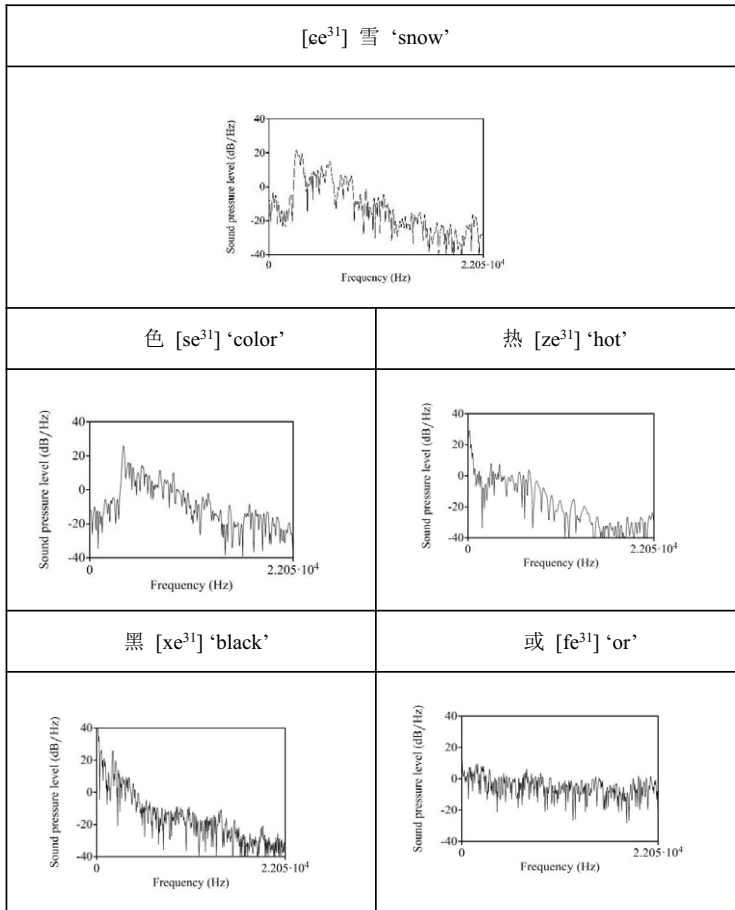 [ɕe³¹] 雪 ‘snow’
40
20
0
-20
-40
Sound pressure level (dB/Hz)
0
2.205·10⁴
Frequency (Hz)
色 [se³¹] ‘color’
热 [ze³¹] ‘hot’
40
20
0
-20
-40
Sound pressure level (dB/Hz)
0
2.205·10⁴
Frequency (Hz)
40
20
0
-20
-40
Sound pressure level (dB/Hz)
0
2.205·10⁴
Frequency (Hz)
黑 [xe³¹] ‘black’
或 [fe³¹] ‘or’
40
20
0
-20
-40
Sound pressure level (dB/Hz)
0
2.205·10⁴
Frequency (Hz)
40
20
0
-20
-40
Sound pressure level (dB/Hz)
0
2.205·10⁴
Frequency (Hz)